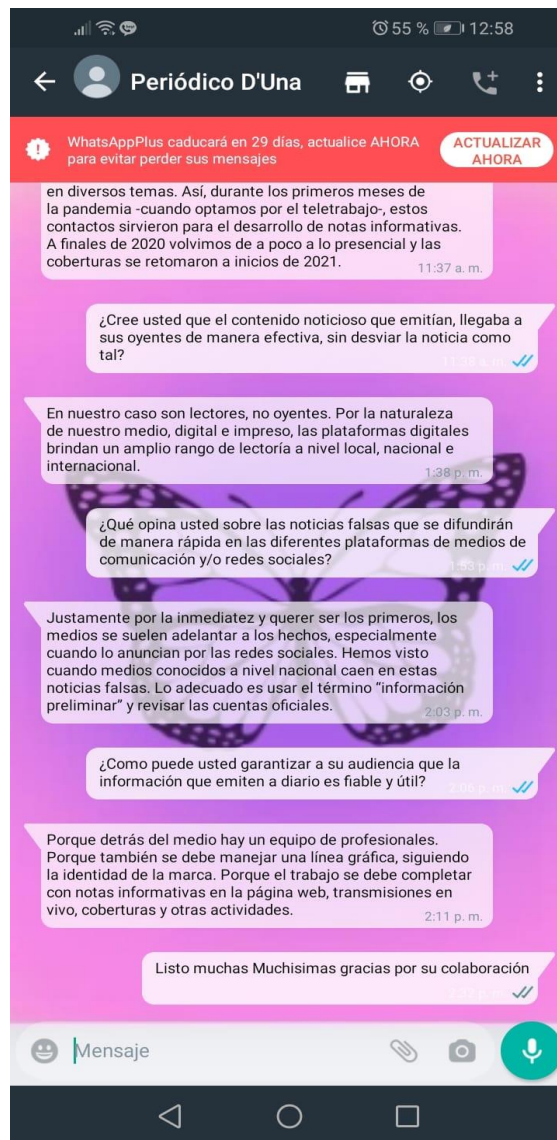 55 % 12:58
Periódico D'Una
WhatsAppPlus caducará en 29 días, actualice AHORA
para evitar perder sus mensajes
ACTUALIZAR
AHORA
en diversos temas. Así, durante los primeros meses de
la pandemia -cuando optamos por el teletrabajo-, estos
contactos sirvieron para el desarrollo de notas informativas.
A finales de 2020 volvimos de a poco a lo presencial y las
coberturas se retomaron a inicios de 2021.
11:37 a. m.
¿Cree usted que el contenido noticioso que emitían, llegaba a
sus oyentes de manera efectiva, sin desviar la noticia como
tal?
En nuestro caso son lectores, no oyentes. Por la naturaleza
de nuestro medio, digital e impreso, las plataformas digitales
brindan un amplio rango de lectoría a nivel local, nacional e
internacional.
1:38 p. m.
¿Qué opina usted sobre las noticias falsas que se difundirán
de manera rápida en las diferentes plataformas de medios de
comunicación y/o redes sociales?
1:53 p. m.
Justamente por la inmediatez y querer ser los primeros, los
medios se suelen adelantar a los hechos, especialmente
cuando lo anuncian por las redes sociales. Hemos visto
cuando medios conocidos a nivel nacional caen en estas
noticias falsas. Lo adecuado es usar el término "información
preliminar" y revisar las cuentas oficiales.
2:03 p. m.
¿Como puede usted garantizar a su audiencia que la
información que emiten a diario es fiable y útil?
2:06 p. m.
Porque detrás del medio hay un equipo de profesionales.
Porque también se debe manejar una línea gráfica, siguiendo
la identidad de la marca. Porque el trabajo se debe completar
con notas informativas en la página web, transmisiones en
vivo, coberturas y otras actividades.
2:11 p. m.
Listo muchas Muchisimas gracias por su colaboración
Mensaje